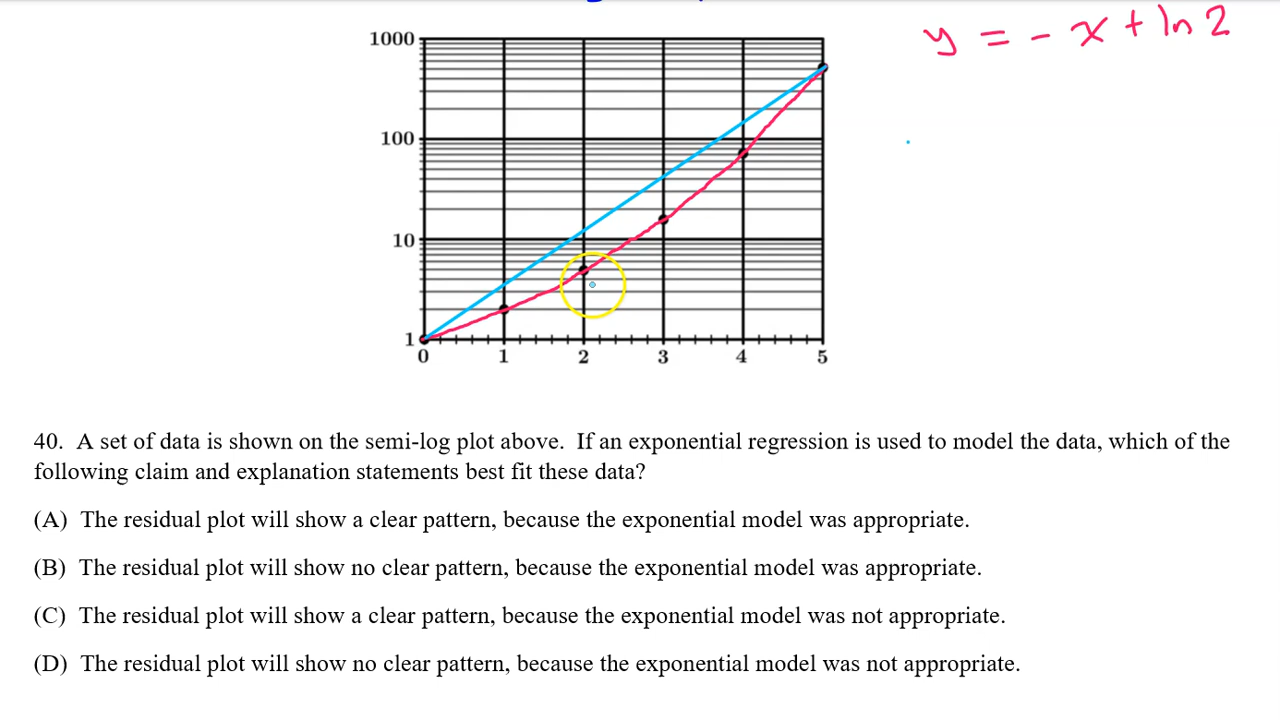 y = - x + ln 2
1000
100
10
1
0 1 2 3 4 5
40. A set of data is shown on the semi-log plot above. If an exponential regression is used to model the data, which of the
following claim and explanation statements best fit these data?
(A) The residual plot will show a clear pattern, because the exponential model was appropriate.
(B) The residual plot will show no clear pattern, because the exponential model was appropriate.
(C) The residual plot will show a clear pattern, because the exponential model was not appropriate.
(D) The residual plot will show no clear pattern, because the exponential model was not appropriate.